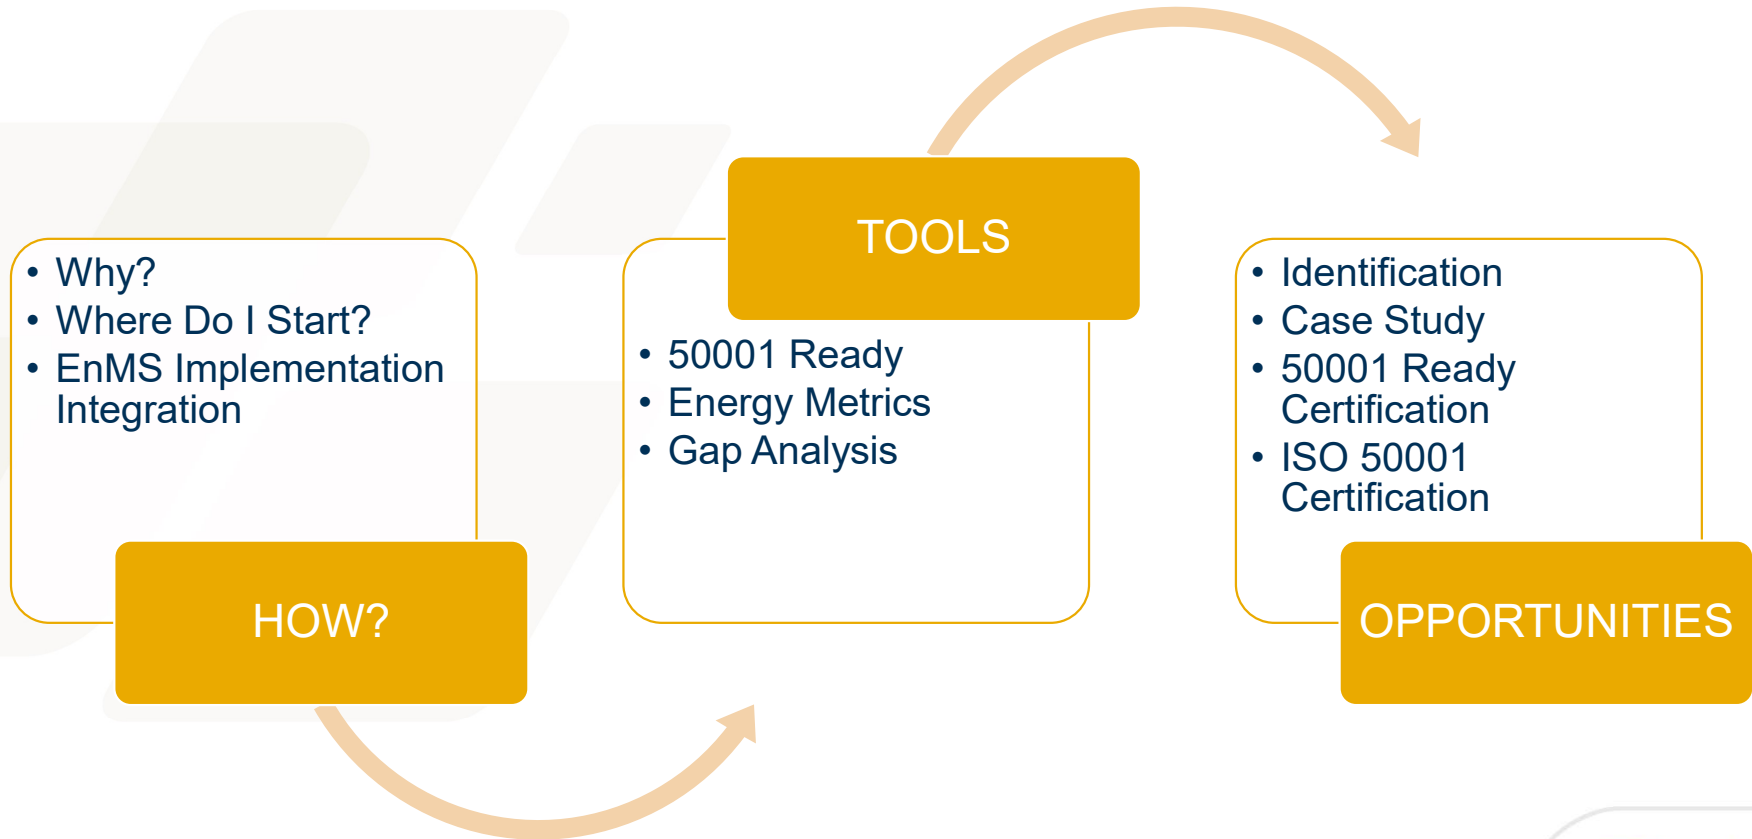 • Why?
• Where Do I Start?
• EnMS Implementation
Integration
HOW?
TOOLS
• 50001 Ready
• Energy Metrics
• Gap Analysis
• Identification
• Case Study
• 50001 Ready
Certification
• ISO 50001
Certification
OPPORTUNITIES